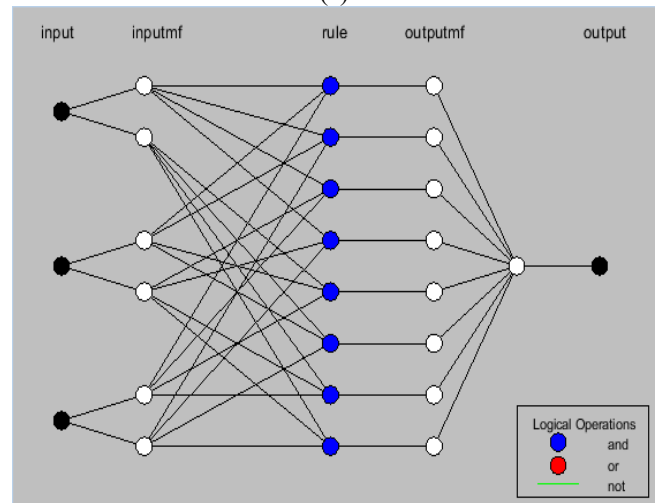 input inputmf rule outputmf output
Logical Operations
and
or
not